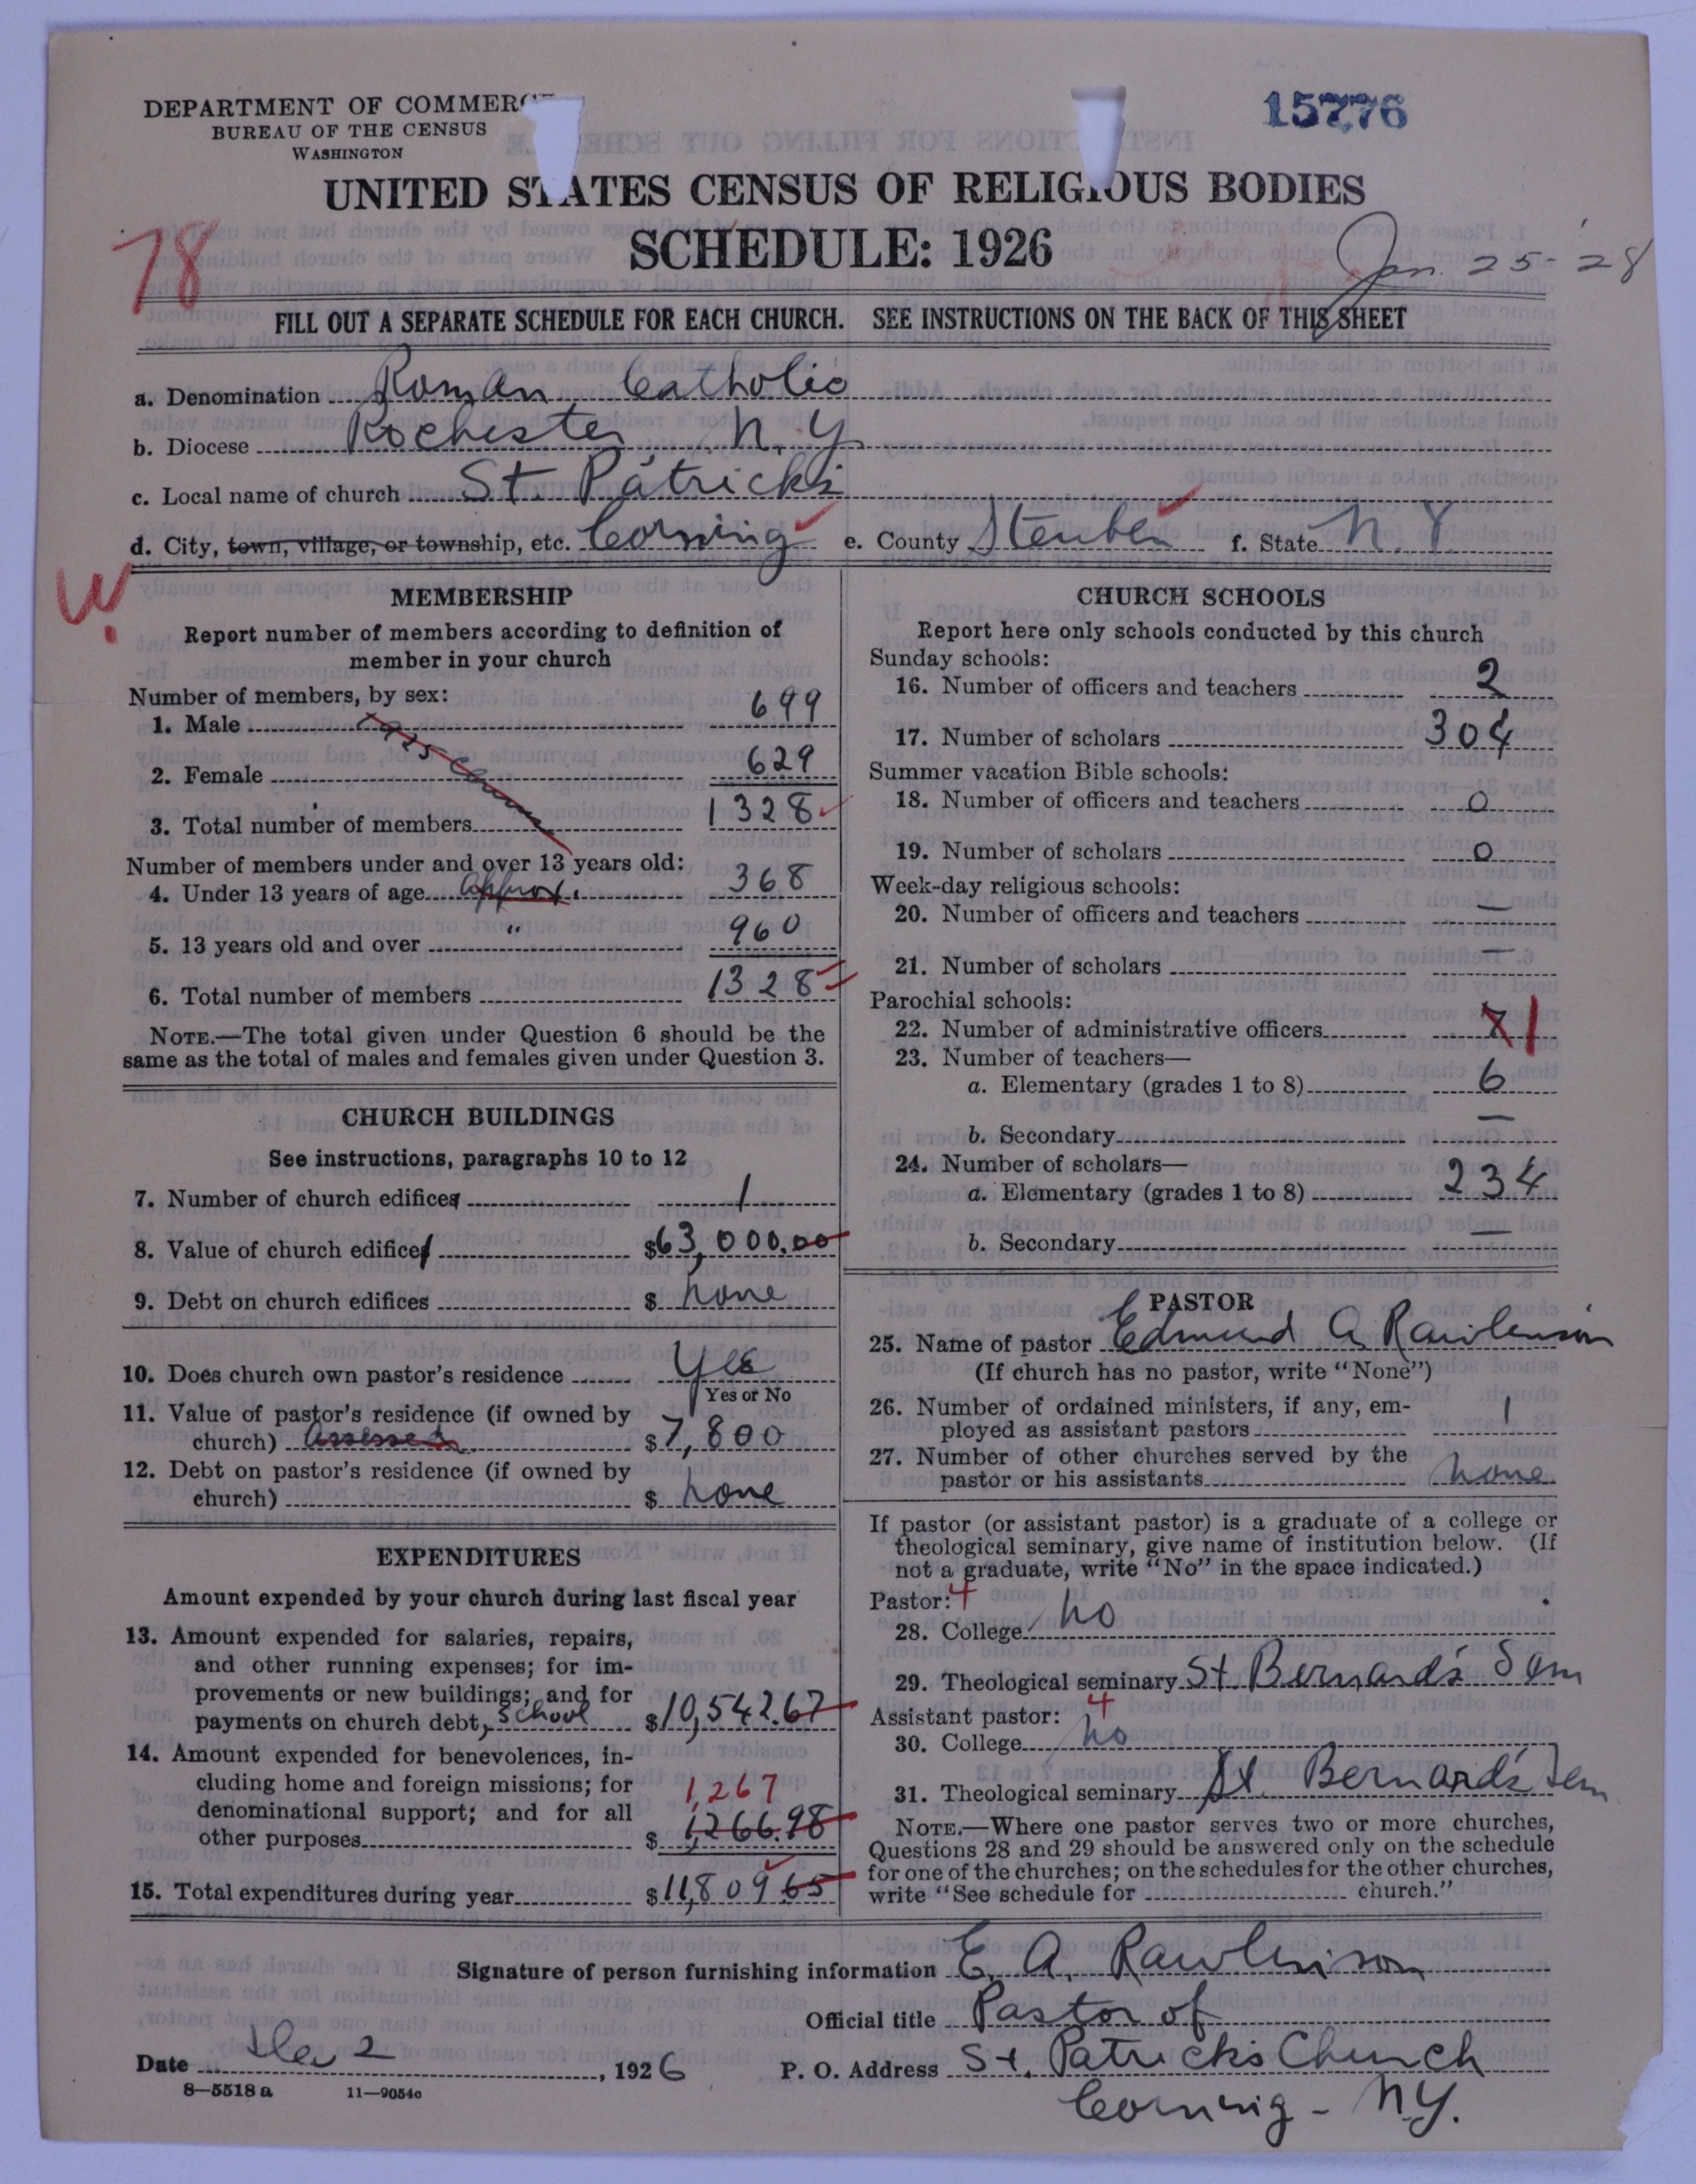 DEPARTMENT OF COMMERCE
BUREAU OF THE CENSUS
WASHINGTON
15776
UNITED STATES CENSUS OF RELIGIOUS BODIES
SCHEDULE: 1926
78
Jan. 25-'28
FILL OUT A SEPARATE SCHEDULE FOR EACH CHURCH. SEE INSTRUCTIONS ON THE BACK OF THIS SHEET
a. Denomination Roman Catholic
b. Diocese Rochester N.Y.
c. Local name of church St. Patrick's
d. City, town, village, or township, etc. Corning e. County Steuben f. State N.Y.
MEMBERSHIP
Report number of members according to definition of
member in your church
Number of members, by sex:
1. Male 699
1925 Census
2. Female 629
3. Total number of members 1328
Number of members under and over 13 years old:
4. Under 13 years of age approx. 368
5. 13 years old and over " 960
6. Total number of members 1328
NOTE.—The total given under Question 6 should be the
same as the total of males and females given under Question 3.
CHURCH BUILDINGS
See instructions, paragraphs 10 to 12
7. Number of church edifices 1
8. Value of church edifices $63,000.00
9. Debt on church edifices $ none
10. Does church own pastor's residence Yes
Yes or No
11. Value of pastor's residence (if owned by
church) assessed $7,800
12. Debt on pastor's residence (if owned by
church) $ none
EXPENDITURES
Amount expended by your church during last fiscal year
13. Amount expended for salaries, repairs,
and other running expenses; for im-
provements or new buildings; and for
payments on church debt, school $10,542.67
14. Amount expended for benevolences, in-
cluding home and foreign missions; for 1,267
denominational support; and for all
other purposes $ 1,266.98
15. Total expenditures during year $11,809 65
CHURCH SCHOOLS
Report here only schools conducted by this church
Sunday schools:
16. Number of officers and teachers 2
17. Number of scholars 304
Summer vacation Bible schools:
18. Number of officers and teachers 0
19. Number of scholars 0
Week-day religious schools:
20. Number of officers and teachers —
21. Number of scholars —
Parochial schools:
22. Number of administrative officers 1
23. Number of teachers—
a. Elementary (grades 1 to 8) 6
b. Secondary —
24. Number of scholars—
a. Elementary (grades 1 to 8) 234
b. Secondary —
PASTOR
25. Name of pastor Edmund A Rawlinson
(If church has no pastor, write "None")
26. Number of ordained ministers, if any, em-
ployed as assistant pastors 1
27. Number of other churches served by the
pastor or his assistants none
If pastor (or assistant pastor) is a graduate of a college or
theological seminary, give name of institution below. (If
not a graduate, write "No" in the space indicated.)
Pastor: 4
28. College no
29. Theological seminary St Bernard's Sem
Assistant pastor: 4
30. College no
31. Theological seminary St Bernard's Sem
NOTE.—Where one pastor serves two or more churches,
Questions 28 and 29 should be answered only on the schedule
for one of the churches; on the schedules for the other churches,
write "See schedule for church."
Signature of person furnishing information E. A. Rawlinson
Official title Pastor of
Date Dec 2, 1926 P. O. Address St. Patrick's Church
Corning - N.Y.
8—5518 a 11—9054c